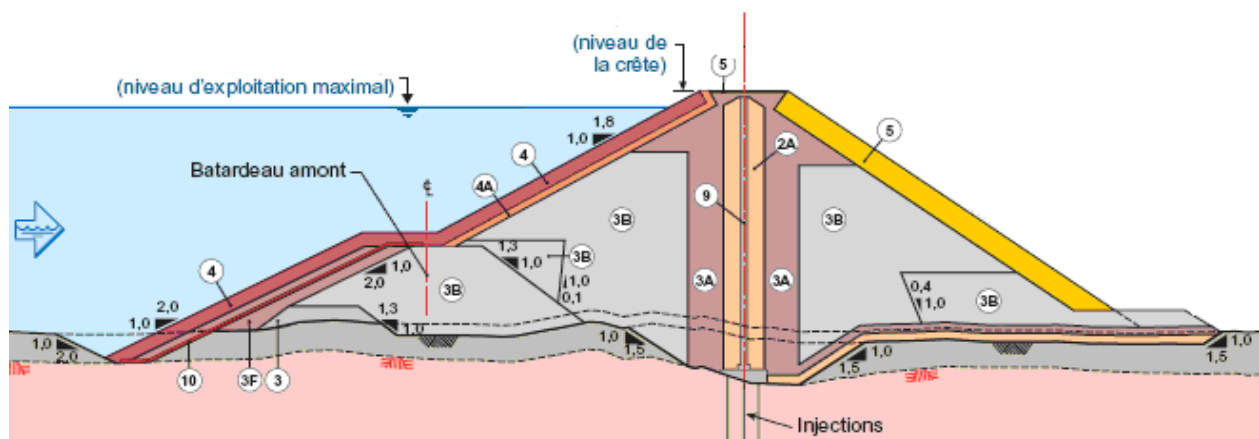 (niveau de
la crête)
5
(niveau d'exploitation maximal)
1,8
1,0
4
2A
5
Batardeau amont
℄
4A
9
3B
3B
4
2,0
1,0
1,0
2,0
3B
1,3
1,0
3B
1,0
0,1
3A
3A
0,4
1,0
3B
1,3
1,0
1,0
2,0
1,0
1,5
1,0
1,5
1,0
1,5
10
3F
3
Injections